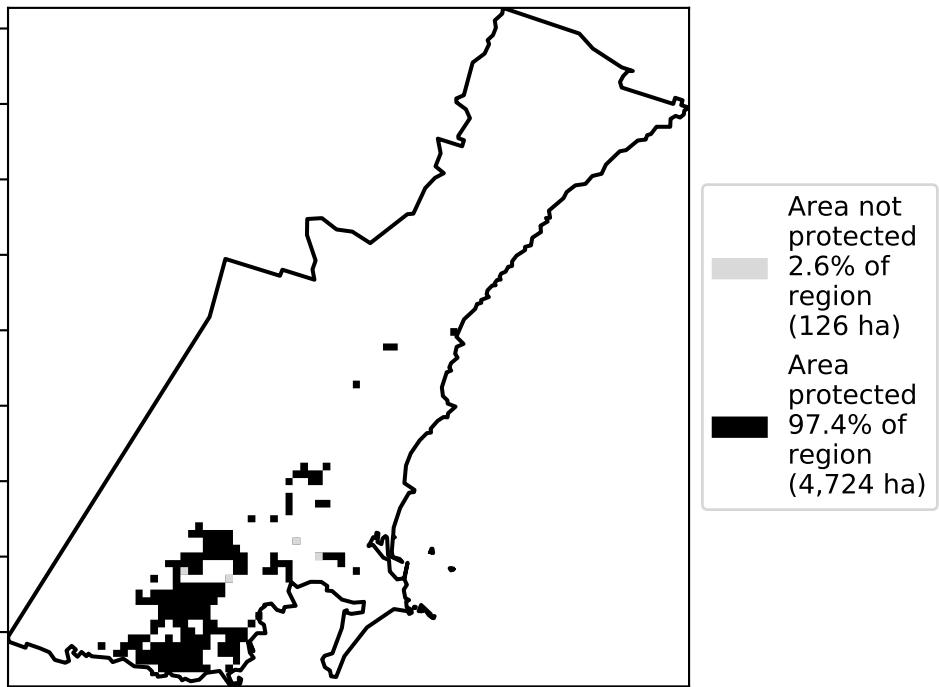 Area not
protected
2.6% of
region
(126 ha)
Area
protected
97.4% of
region
(4,724 ha)